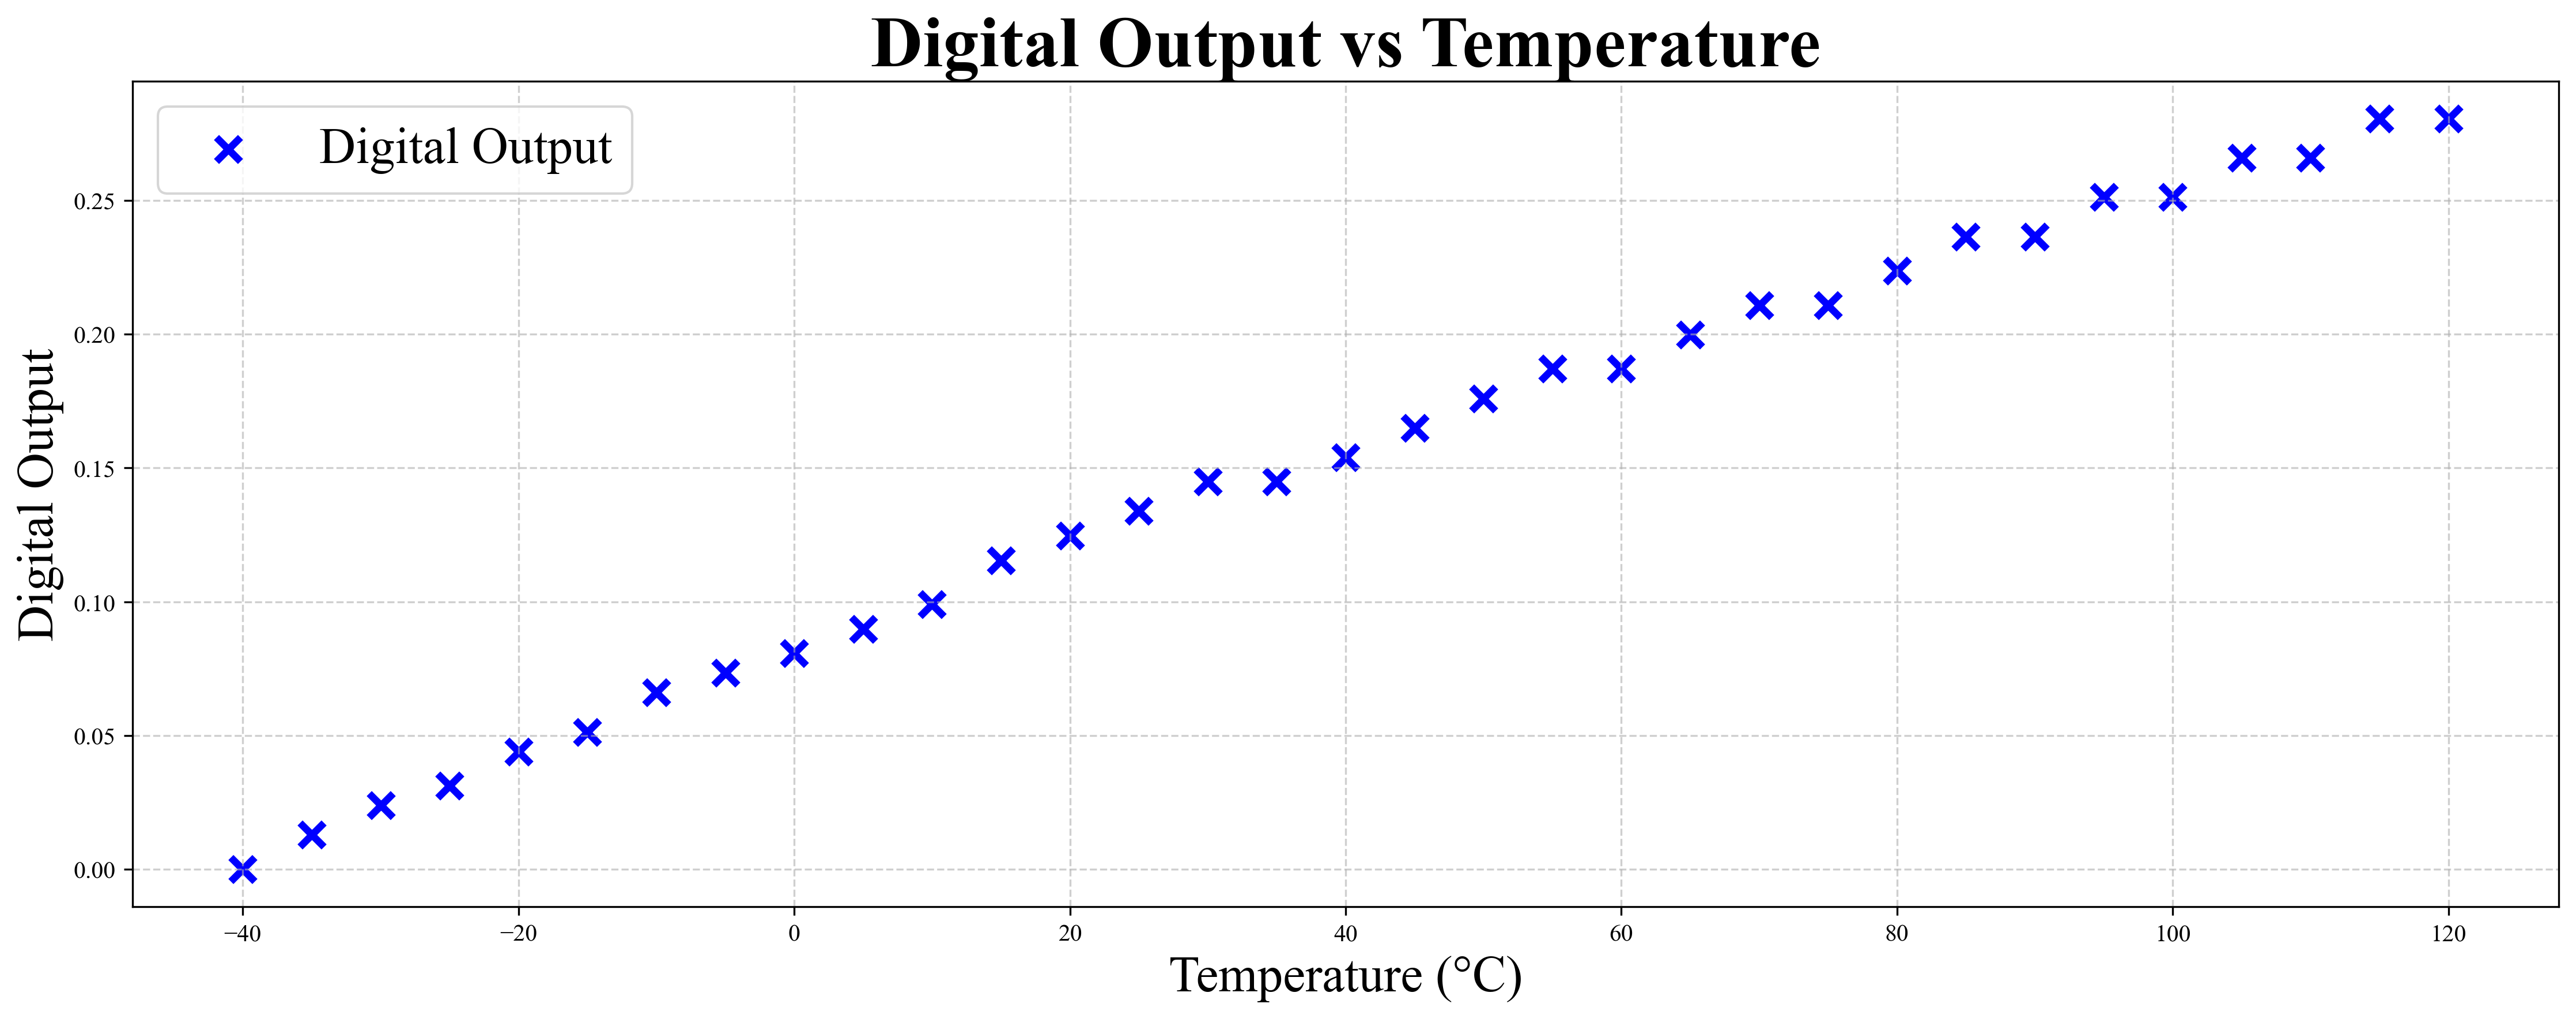 Digital Output vs Temperature
Digital Output
0.25
0.20
0.15
0.10
0.05
0.00
Digital Output
−40 −20 0 20 40 60 80 100 120
Temperature (°C)